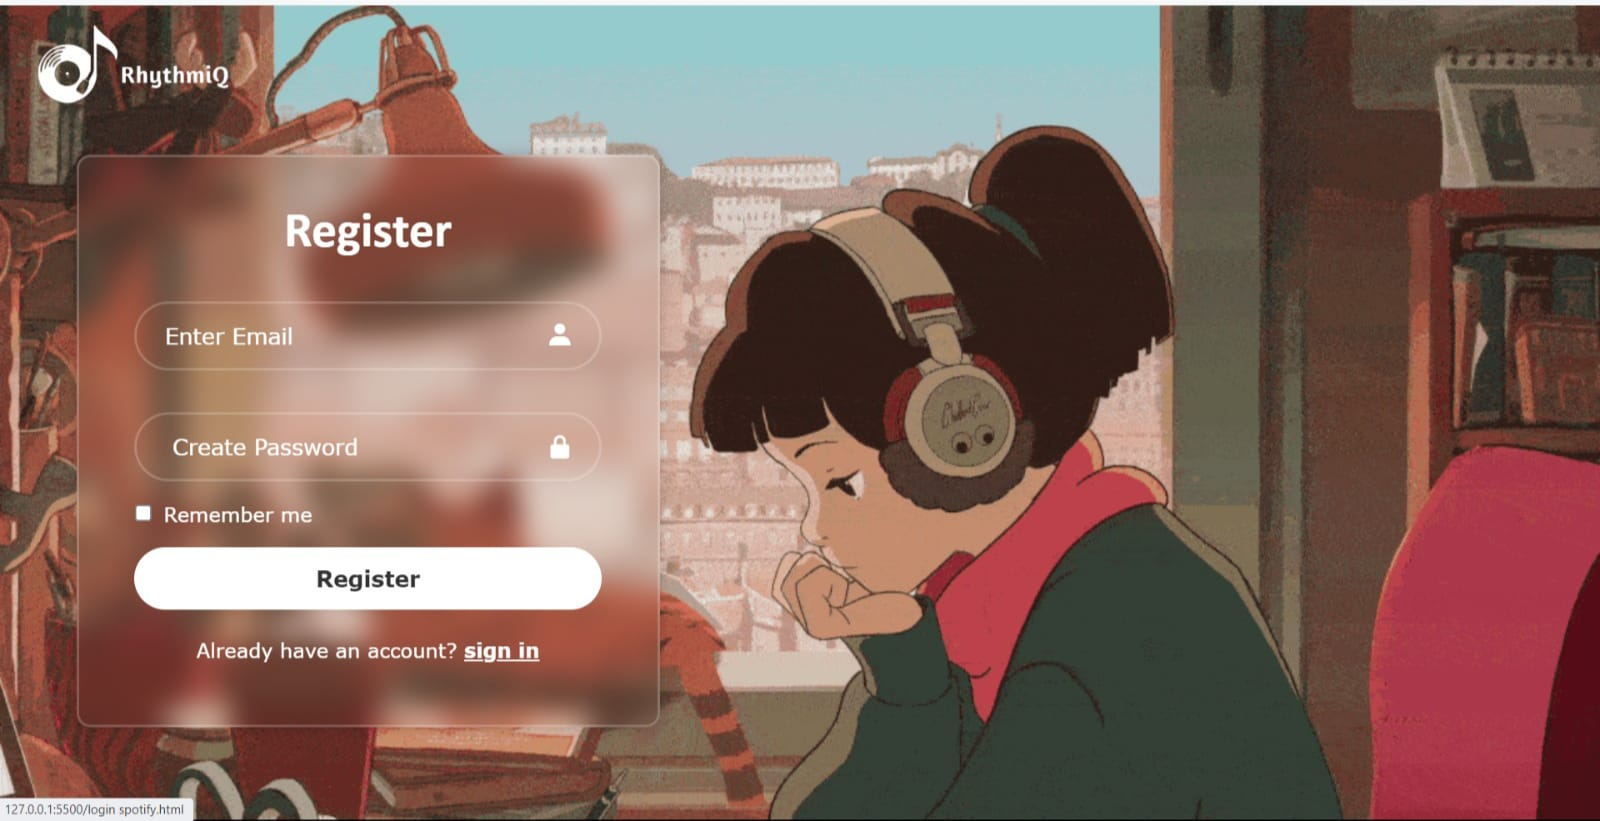 RhythmiQ
Register
Enter Email
Create Password
Remember me
Register
Already have an account? sign in
127.0.0.1:5500/login spotify.html